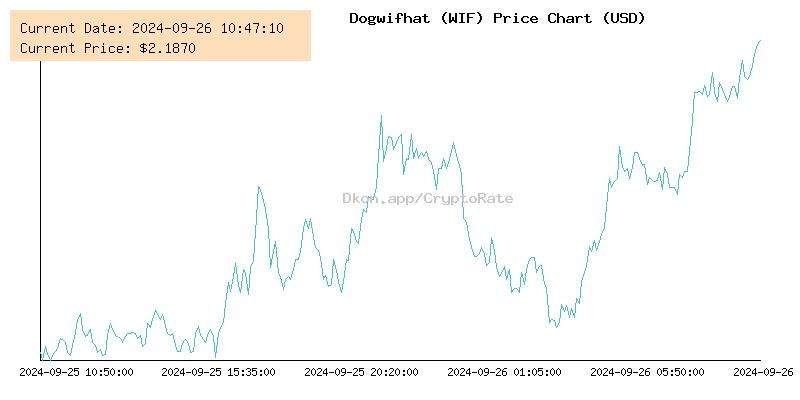 Dogwifhat (WIF) Price Chart (USD)
Current Date: 2024-09-26 10:47:10
Current Price: $2.1870
Dkcn.app/CryptoRate
2024-09-25 10:50:00 2024-09-25 15:35:00 2024-09-25 20:20:00 2024-09-26 01:05:00 2024-09-26 05:50:00 2024-09-26